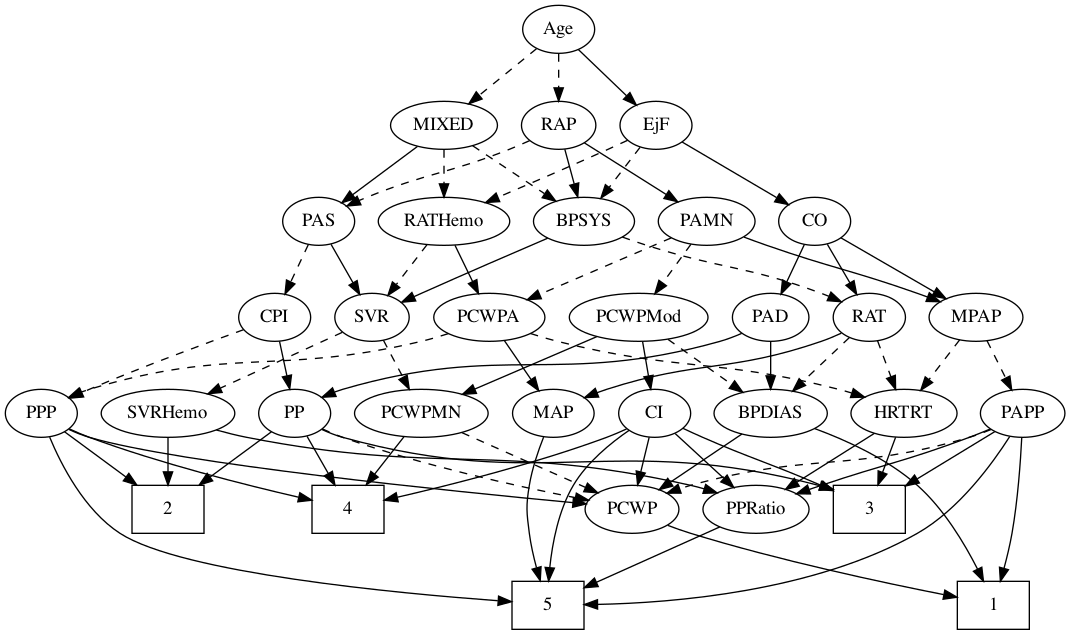 Age
MIXED RAP EjF
PAS RATHemo BPSYS PAMN CO
CPI SVR PCWPA PCWPMod PAD RAT MPAP
PPP SVRHemo PP PCWPMN MAP CI BPDIAS HRTRT PAPP
2 4 PCWP PPRatio 3
5 1